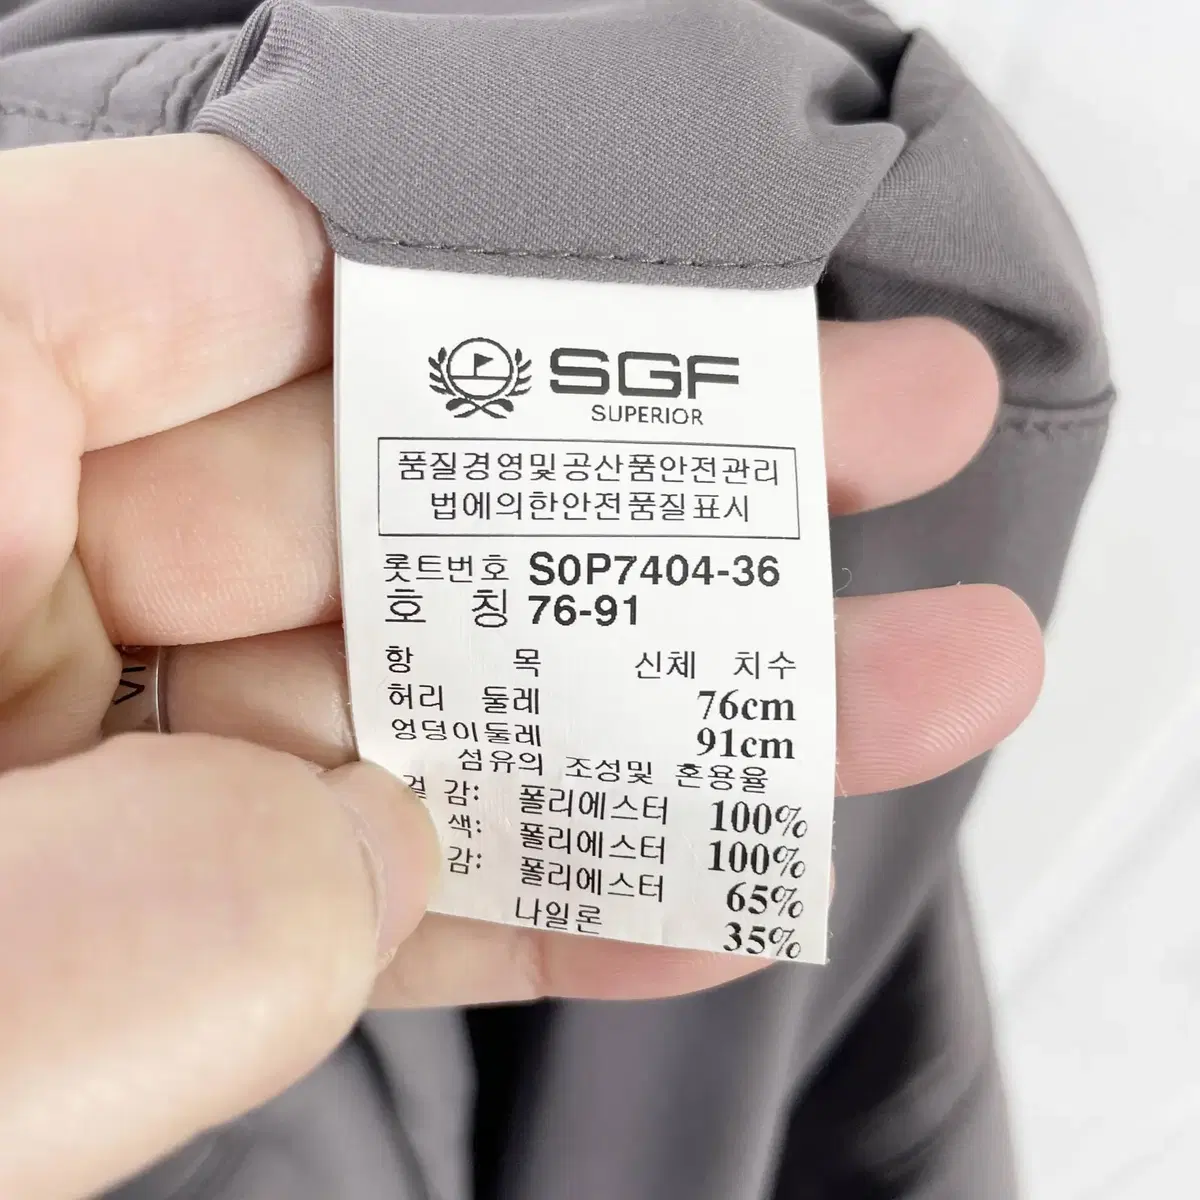 SGF
SUPERIOR
품질경영및공산품안전관리
법에의한안전품질표시
롯트번호 S0P7404-36
호 칭 76-91
항 목 신체 치수
허리 둘레 76cm
엉덩이둘레 91cm
섬유의 조성및 혼용율
겉 감: 폴리에스터 100%
색: 폴리에스터 100%
감: 폴리에스터 65%
나일론 35%